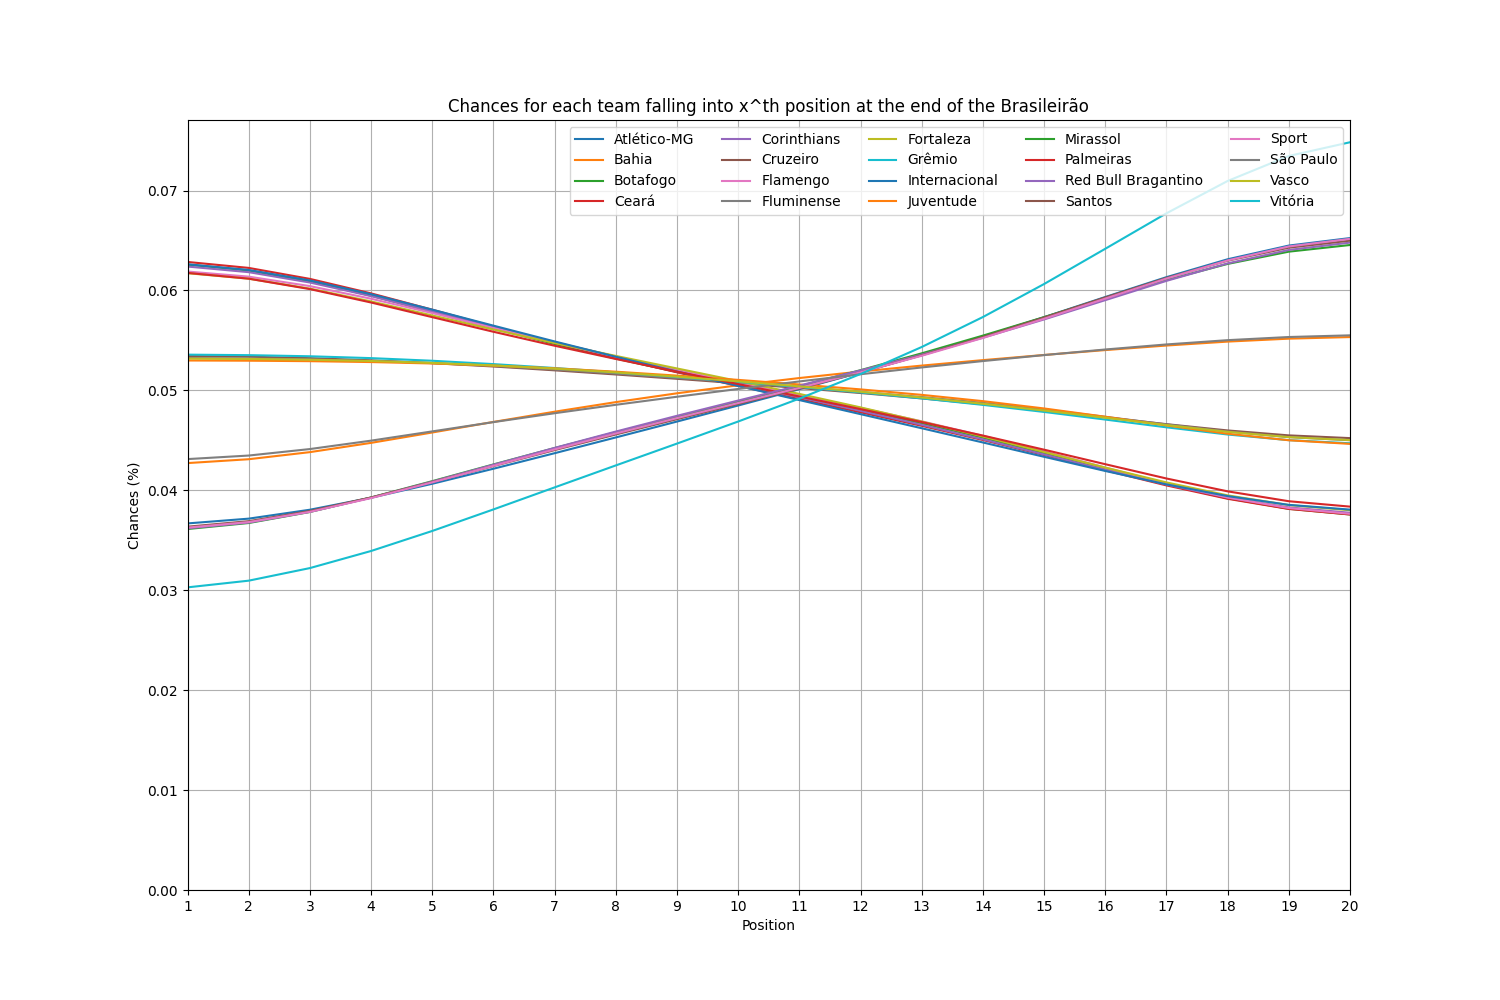 Chances for each team falling into x^th position at the end of the Brasileirão
Atlético-MG
Bahia
Botafogo
Ceará
Corinthians
Cruzeiro
Flamengo
Fluminense
Fortaleza
Grêmio
Internacional
Juventude
Mirassol
Palmeiras
Red Bull Bragantino
Santos
Sport
São Paulo
Vasco
Vitória
Chances (%)
0.07
0.06
0.05
0.04
0.03
0.02
0.01
0.00
1 2 3 4 5 6 7 8 9 10 11 12 13 14 15 16 17 18 19 20
Position